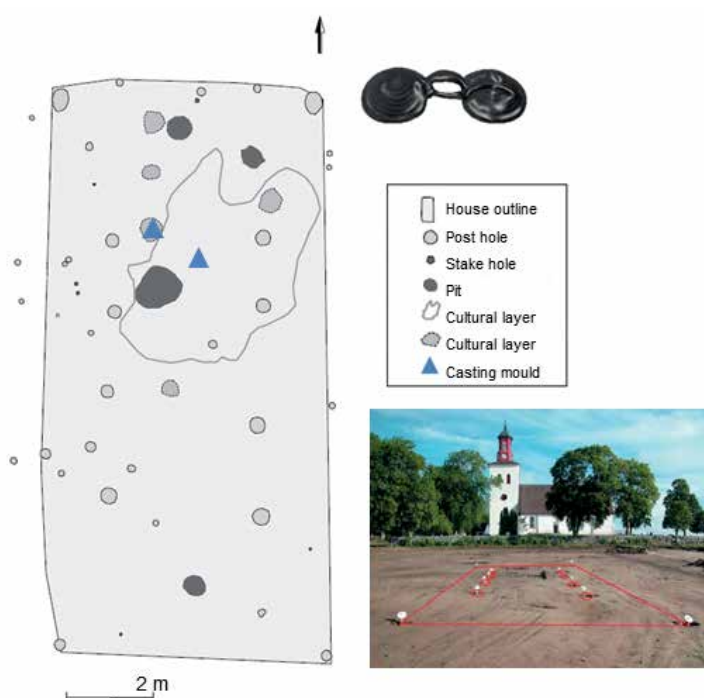 House outline
Post hole
Stake hole
Pit
Cultural layer
Cultural layer
Casting mould
2 m